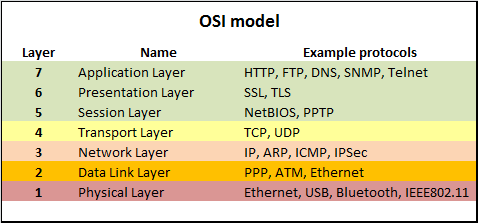 OSI model
Layer Name Example protocols
7 Application Layer HTTP, FTP, DNS, SNMP, Telnet
6 Presentation Layer SSL, TLS
5 Session Layer NetBIOS, PPTP
4 Transport Layer TCP, UDP
3 Network Layer IP, ARP, ICMP, IPSec
2 Data Link Layer PPP, ATM, Ethernet
1 Physical Layer Ethernet, USB, Bluetooth, IEEE802.11